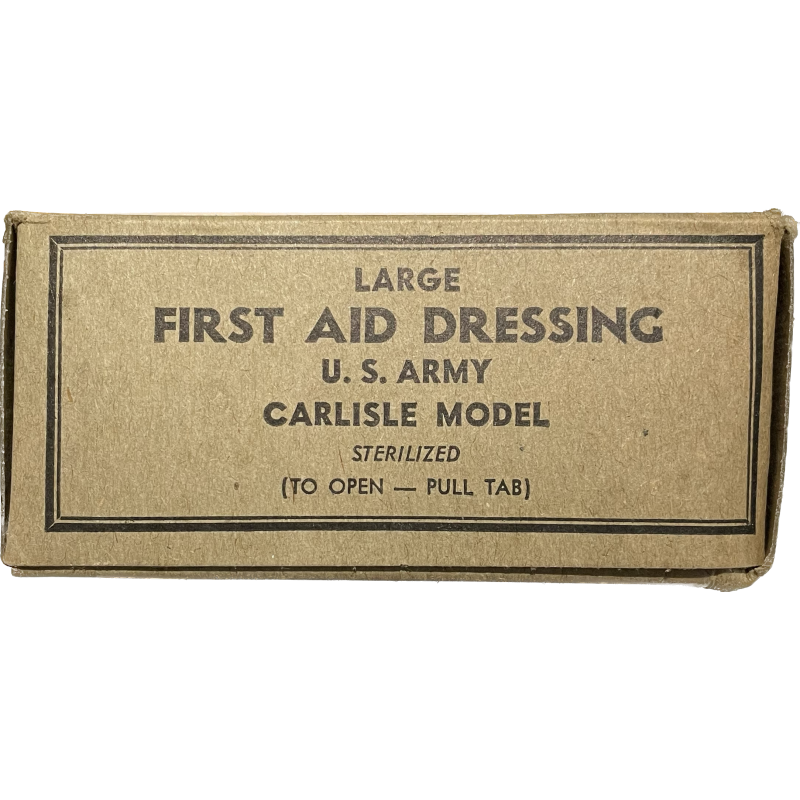 LARGE
FIRST AID DRESSING
U. S. ARMY
CARLISLE MODEL
STERILIZED
(TO OPEN — PULL TAB)